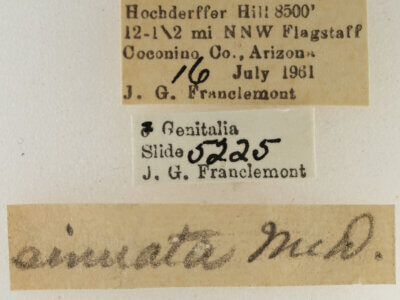 Hochderffer Hill 8500'
12-1\2 mi NNW Flagstaff
Coconino Co., Arizona
16 July 1961
J. G. Franclemont
Genitalia
Slide 5225
J. G. Franclemont
sinuata McD.